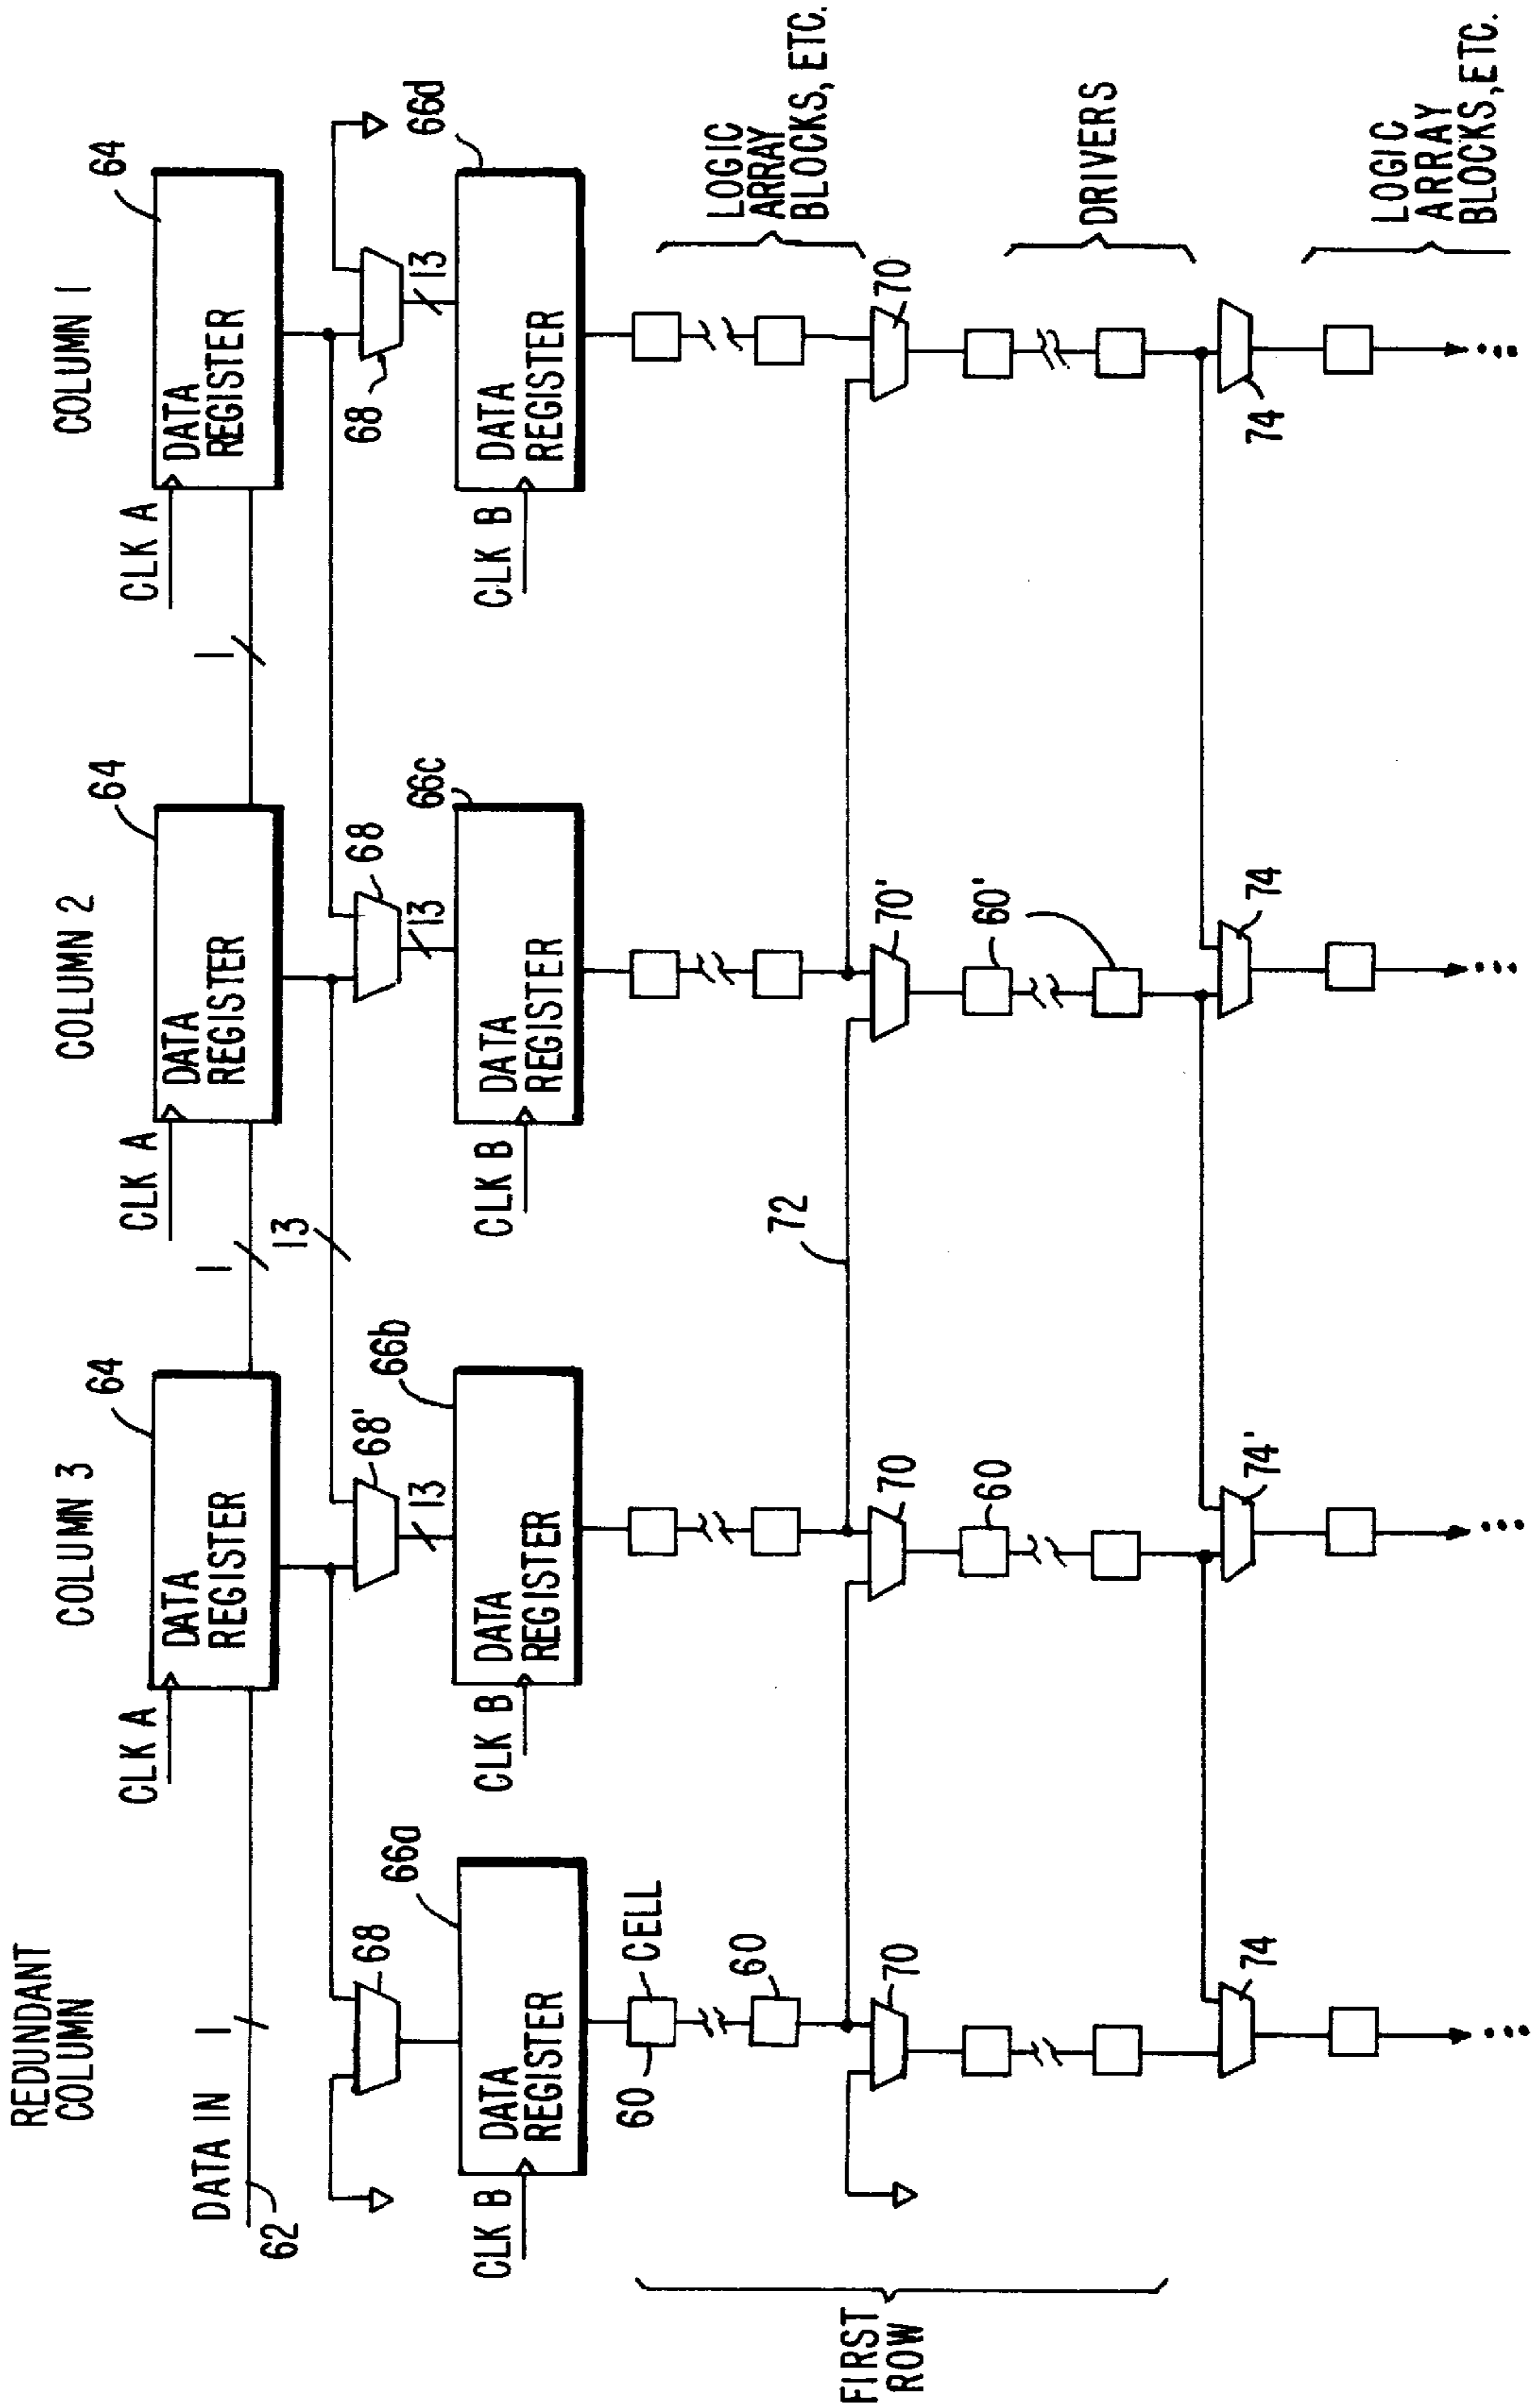 REDUNDANT
COLUMN
COLUMN 3
COLUMN 2
COLUMN 1
DATA IN
62
1
CLK A
DATA
REGISTER
64
1
CLK A
DATA
REGISTER
64
1
CLK A
DATA
REGISTER
64
13
68
68'
13
68
13
68
13
CLK B
DATA
REGISTER
66a
CLK B
DATA
REGISTER
66b
CLK B
DATA
REGISTER
66c
CLK B
DATA
REGISTER
66d
60
CELL
60
LOGIC
ARRAY
BLOCKS, ETC.
72
70
70
70'
70
FIRST
ROW
60
60'
DRIVERS
74
74'
74
74
LOGIC
ARRAY
BLOCKS, ETC.